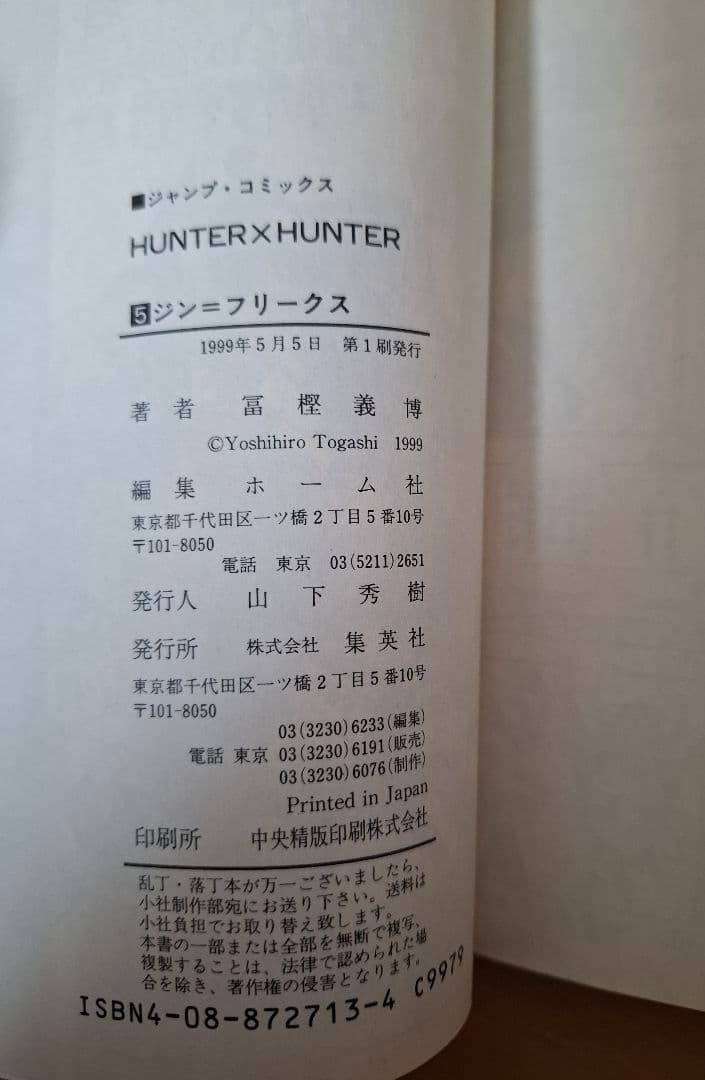 ■ジャンプ・コミックス
HUNTER×HUNTER
5ジン=フリークス
1999年5月5日 第1刷発行
著者 冨樫義博
©Yoshihiro Togashi 1999
編集 ホーム社
東京都千代田区一ツ橋2丁目5番10号
〒101-8050
電話 東京 03(5211)2651
発行人 山下秀樹
発行所 株式会社 集英社
東京都千代田区一ツ橋2丁目5番10号
〒101-8050
03(3230)6233(編集)
電話 東京 03(3230)6191(販売)
03(3230)6076(制作)
Printed in Japan
印刷所 中央精版印刷株式会社
乱丁・落丁本が万一ございましたら、
小社制作部宛にお送り下さい。送料は
小社負担でお取り替え致します。
本書の一部または全部を無断で複写、
複製することは、法律で認められた場
合を除き、著作権の侵害となります。
ISBN4-08-872713-4 C9979